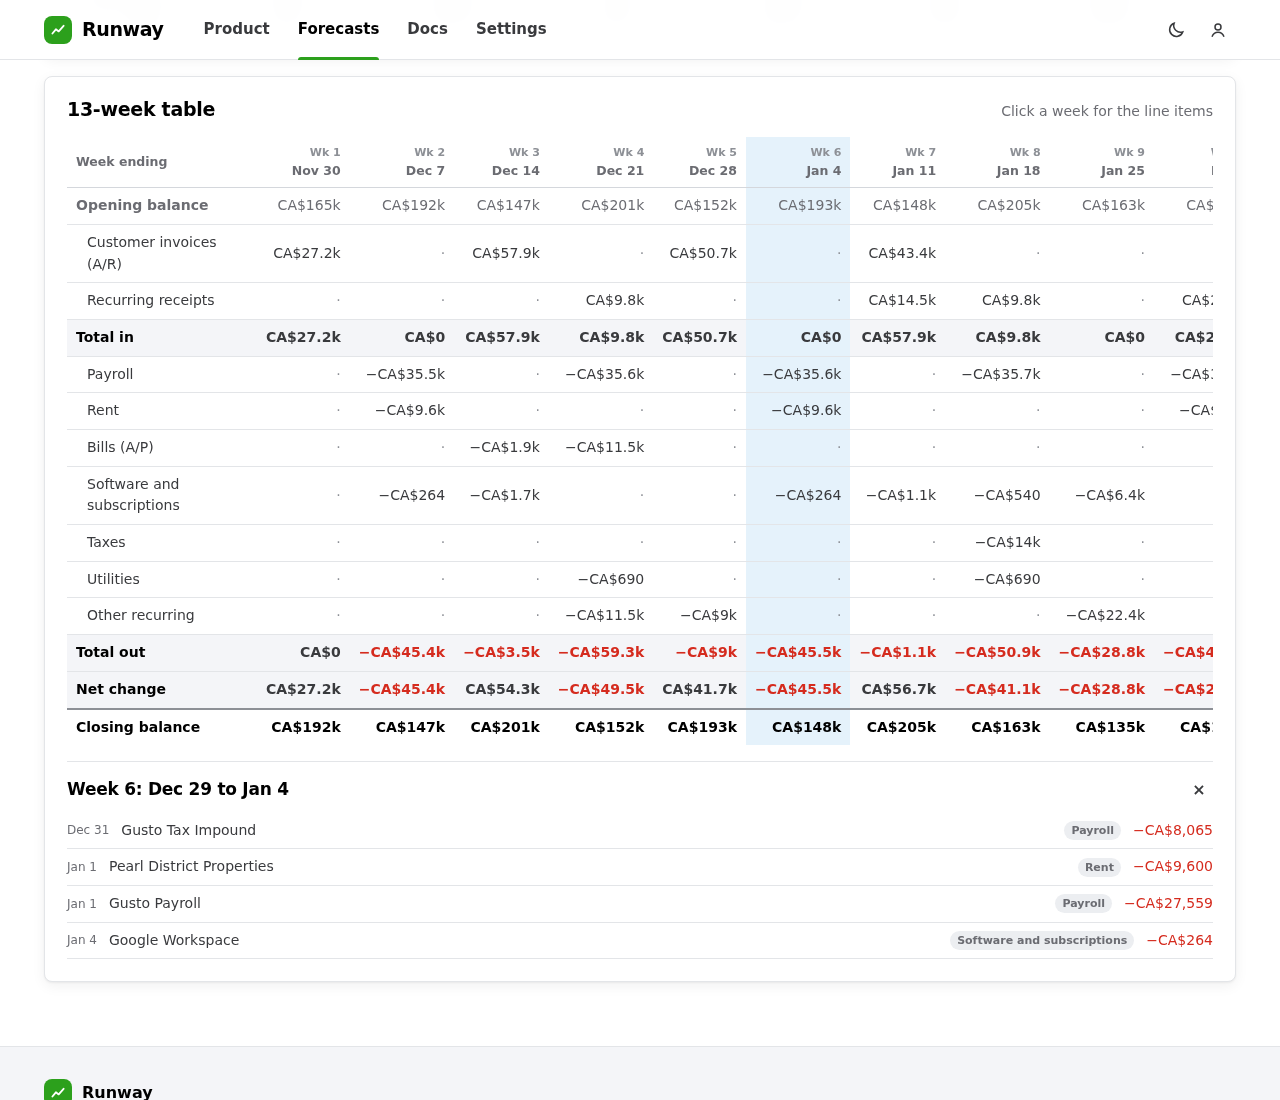 Runway Product Forecasts Docs Settings
13-week table Click a week for the line items
Wk 1 Wk 2 Wk 3 Wk 4 Wk 5 Wk 6 Wk 7 Wk 8 Wk 9
Week ending Nov 30 Dec 7 Dec 14 Dec 21 Dec 28 Jan 4 Jan 11 Jan 18 Jan 25
Opening balance CA$165k CA$192k CA$147k CA$201k CA$152k CA$193k CA$148k CA$205k CA$163k CA$
Customer invoices
(A/R) CA$27.2k · CA$57.9k · CA$50.7k · CA$43.4k · ·
Recurring receipts · · · CA$9.8k · · CA$14.5k CA$9.8k · CA$2
Total in CA$27.2k CA$0 CA$57.9k CA$9.8k CA$50.7k CA$0 CA$57.9k CA$9.8k CA$0 CA$2
Payroll · −CA$35.5k · −CA$35.6k · −CA$35.6k · −CA$35.7k · −CA$3
Rent · −CA$9.6k · · · −CA$9.6k · · · −CA$
Bills (A/P) · · −CA$1.9k −CA$11.5k · · · · ·
Software and
subscriptions · −CA$264 −CA$1.7k · · −CA$264 −CA$1.1k −CA$540 −CA$6.4k
Taxes · · · · · · · −CA$14k ·
Utilities · · · −CA$690 · · · −CA$690 ·
Other recurring · · · −CA$11.5k −CA$9k · · · −CA$22.4k
Total out CA$0 −CA$45.4k −CA$3.5k −CA$59.3k −CA$9k −CA$45.5k −CA$1.1k −CA$50.9k −CA$28.8k −CA$4
Net change CA$27.2k −CA$45.4k CA$54.3k −CA$49.5k CA$41.7k −CA$45.5k CA$56.7k −CA$41.1k −CA$28.8k −CA$2
Closing balance CA$192k CA$147k CA$201k CA$152k CA$193k CA$148k CA$205k CA$163k CA$135k CA$
Week 6: Dec 29 to Jan 4 ×
Dec 31 Gusto Tax Impound Payroll −CA$8,065
Jan 1 Pearl District Properties Rent −CA$9,600
Jan 1 Gusto Payroll Payroll −CA$27,559
Jan 4 Google Workspace Software and subscriptions −CA$264
Runway